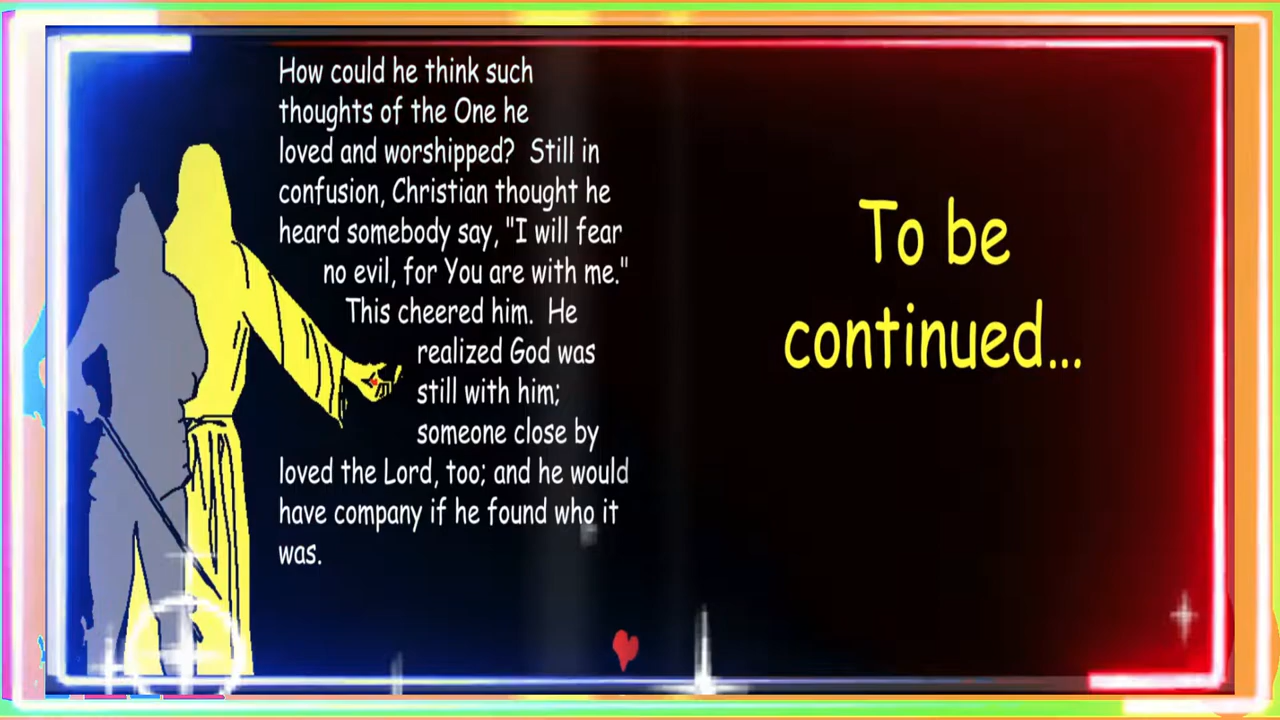 How could he think such
thoughts of the One he
loved and worshipped?  Still in
confusion, Christian thought he
heard somebody say, "I will fear
no evil, for You are with me."
This cheered him.  He
realized God was
still with him;
someone close by
loved the Lord, too; and he would
have company if he found who it
was.
To be
continued...